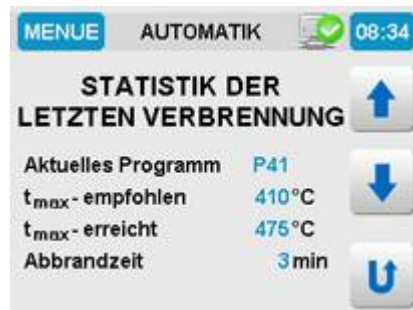 MENUE AUTOMATIK 08:34
STATISTIK DER
LETZTEN VERBRENNUNG
Aktuelles Programm P41
tmax-empfohlen 410°C
tmax-erreicht 475°C
Abbrandzeit 3 min